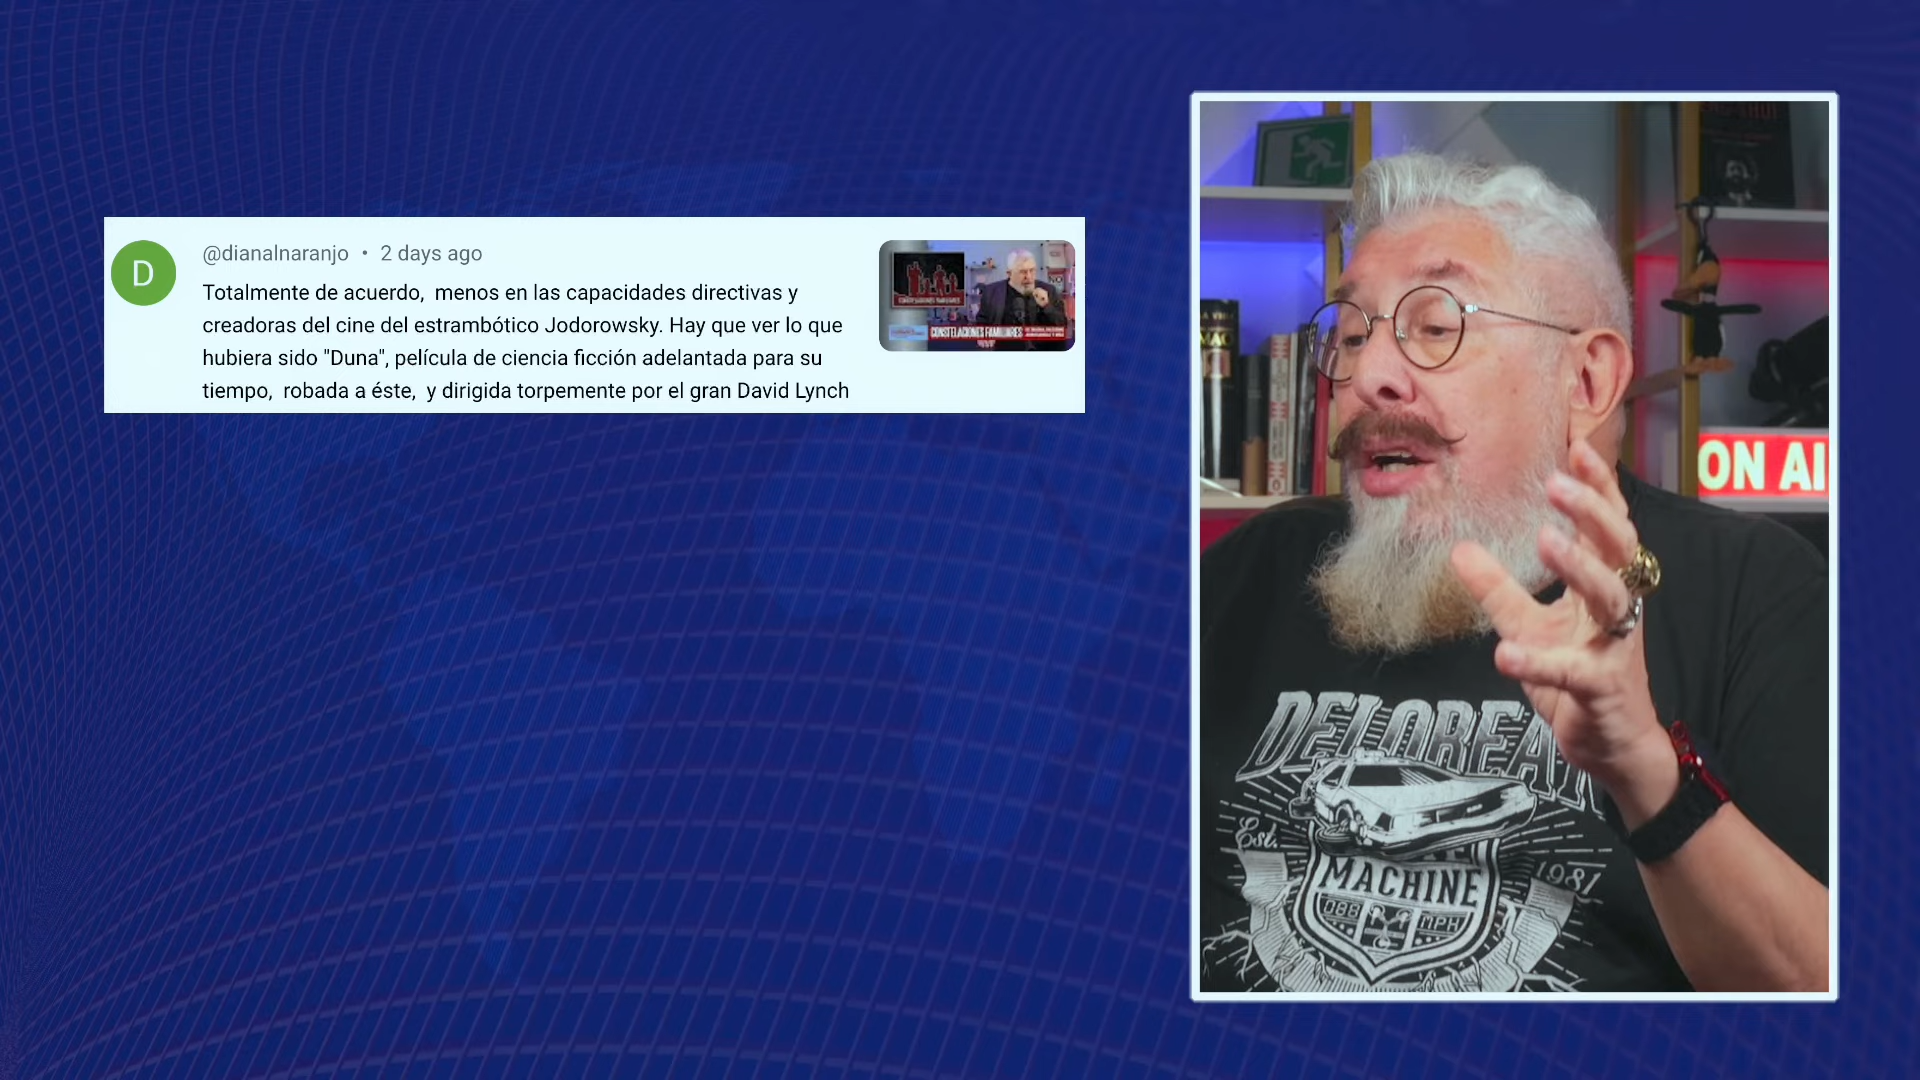 D
@dianalnaranjo • 2 days ago
Totalmente de acuerdo, menos en las capacidades directivas y
creadoras del cine del estrambótico Jodorowsky. Hay que ver lo que
hubiera sido "Duna", película de ciencia ficción adelantada para su
tiempo, robada a éste, y dirigida torpemente por el gran David Lynch
CONSTELACIONES FAMILIARES
ON AI
DELOREAN
Est.
1981
MACHINE
088
MPH